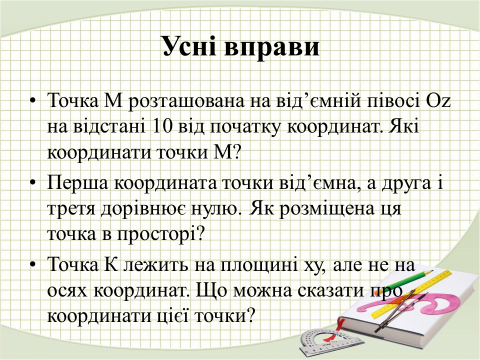 Усні вправи
• Точка М розташована на від’ємній півосі Oz
на відстані 10 від початку координат. Які
координати точки М?
• Перша координата точки від’ємна, а друга і
третя дорівнює нулю. Як розміщена ця
точка в просторі?
• Точка К лежить на площині ху, але не на
осях координат. Що можна сказати про
координати цієї точки?